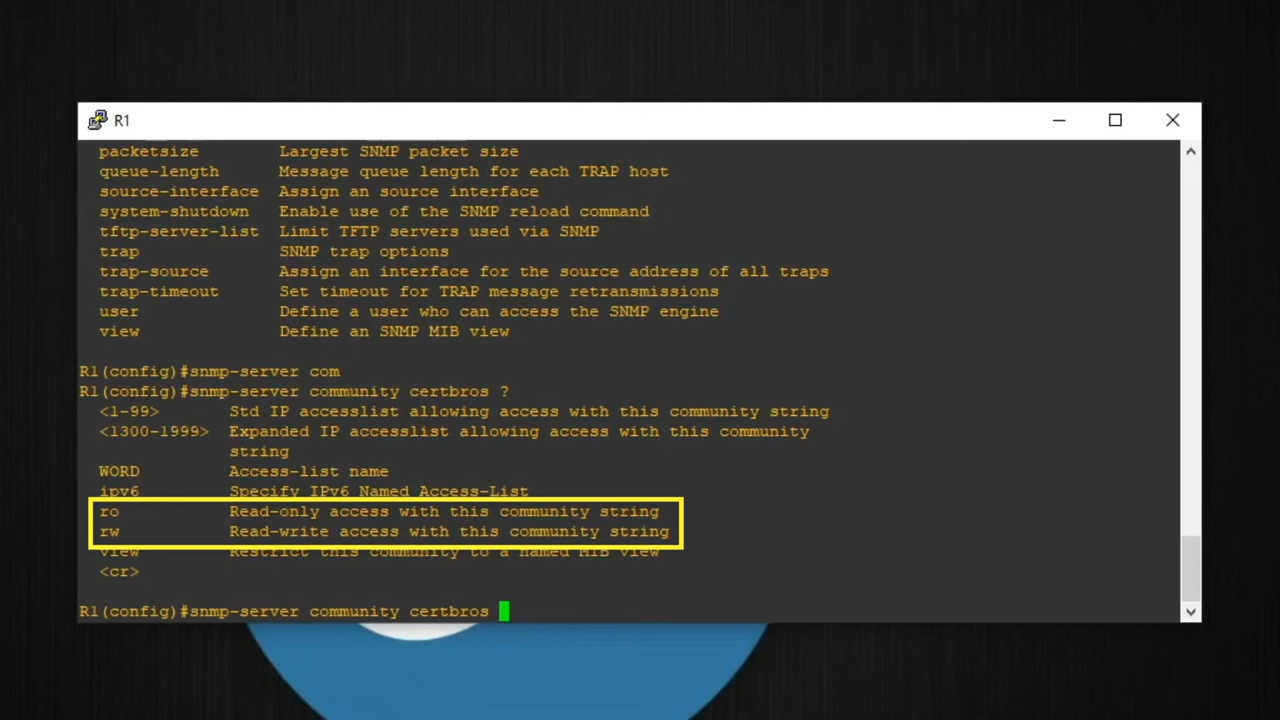 R1
packetsize Largest SNMP packet size
queue-length Message queue length for each TRAP host
source-interface Assign an source interface
system-shutdown Enable use of the SNMP reload command
tftp-server-list Limit TFTP servers used via SNMP
trap SNMP trap options
trap-source Assign an interface for the source address of all traps
trap-timeout Set timeout for TRAP message retransmissions
user Define a user who can access the SNMP engine
view Define an SNMP MIB view
R1(config)#snmp-server com
R1(config)#snmp-server community certbros ?
<1-99> Std IP accesslist allowing access with this community string
<1300-1999> Expanded IP accesslist allowing access with this community
string
WORD Access-list name
ipv6 Specify IPv6 Named Access-List
ro Read-only access with this community string
rw Read-write access with this community string
view Restrict this community to a named MIB view
<cr>
R1(config)#snmp-server community certbros